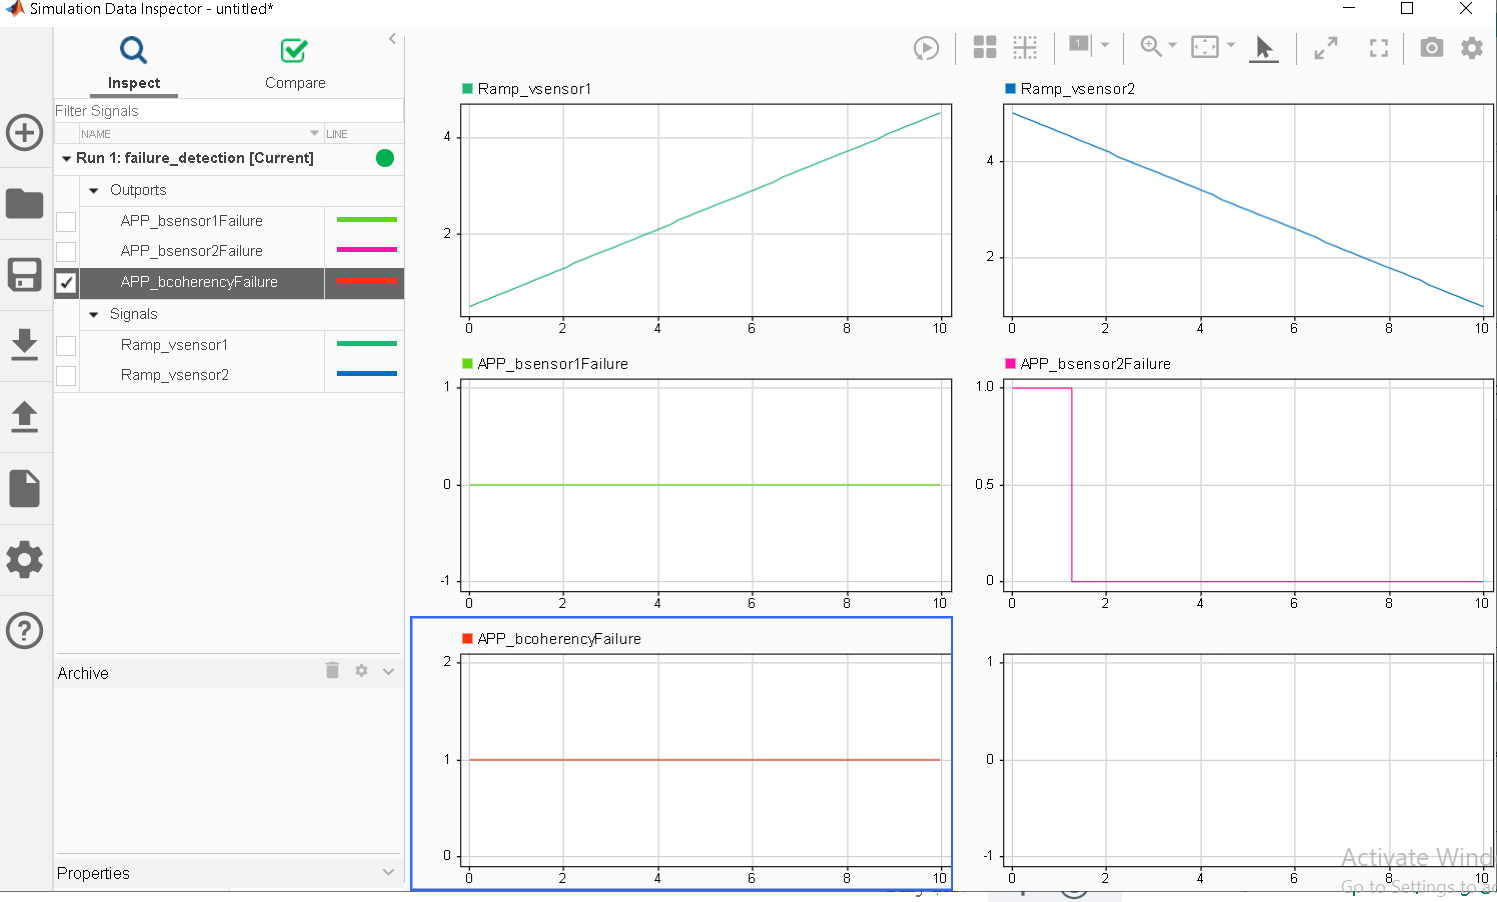 Simulation Data Inspector - untitled*
Inspect
Compare
Filter Signals
NAME
LINE
Run 1: failure_detection [Current]
Outports
APP_bsensor1Failure
APP_bsensor2Failure
APP_bcoherencyFailure
Signals
Ramp_vsensor1
Ramp_vsensor2
Archive
Properties
1
Ramp_vsensor1
4
2
0 2 4 6 8 10
Ramp_vsensor2
4
2
0 2 4 6 8 10
APP_bsensor1Failure
1
0
-1
0 2 4 6 8 10
APP_bsensor2Failure
1.0
0.5
0
0 2 4 6 8 10
APP_bcoherencyFailure
2
1
0
0 2 4 6 8 10
1
0
-1
0 2 4 6 8 10
Activate Wind
Go to Settings to ac